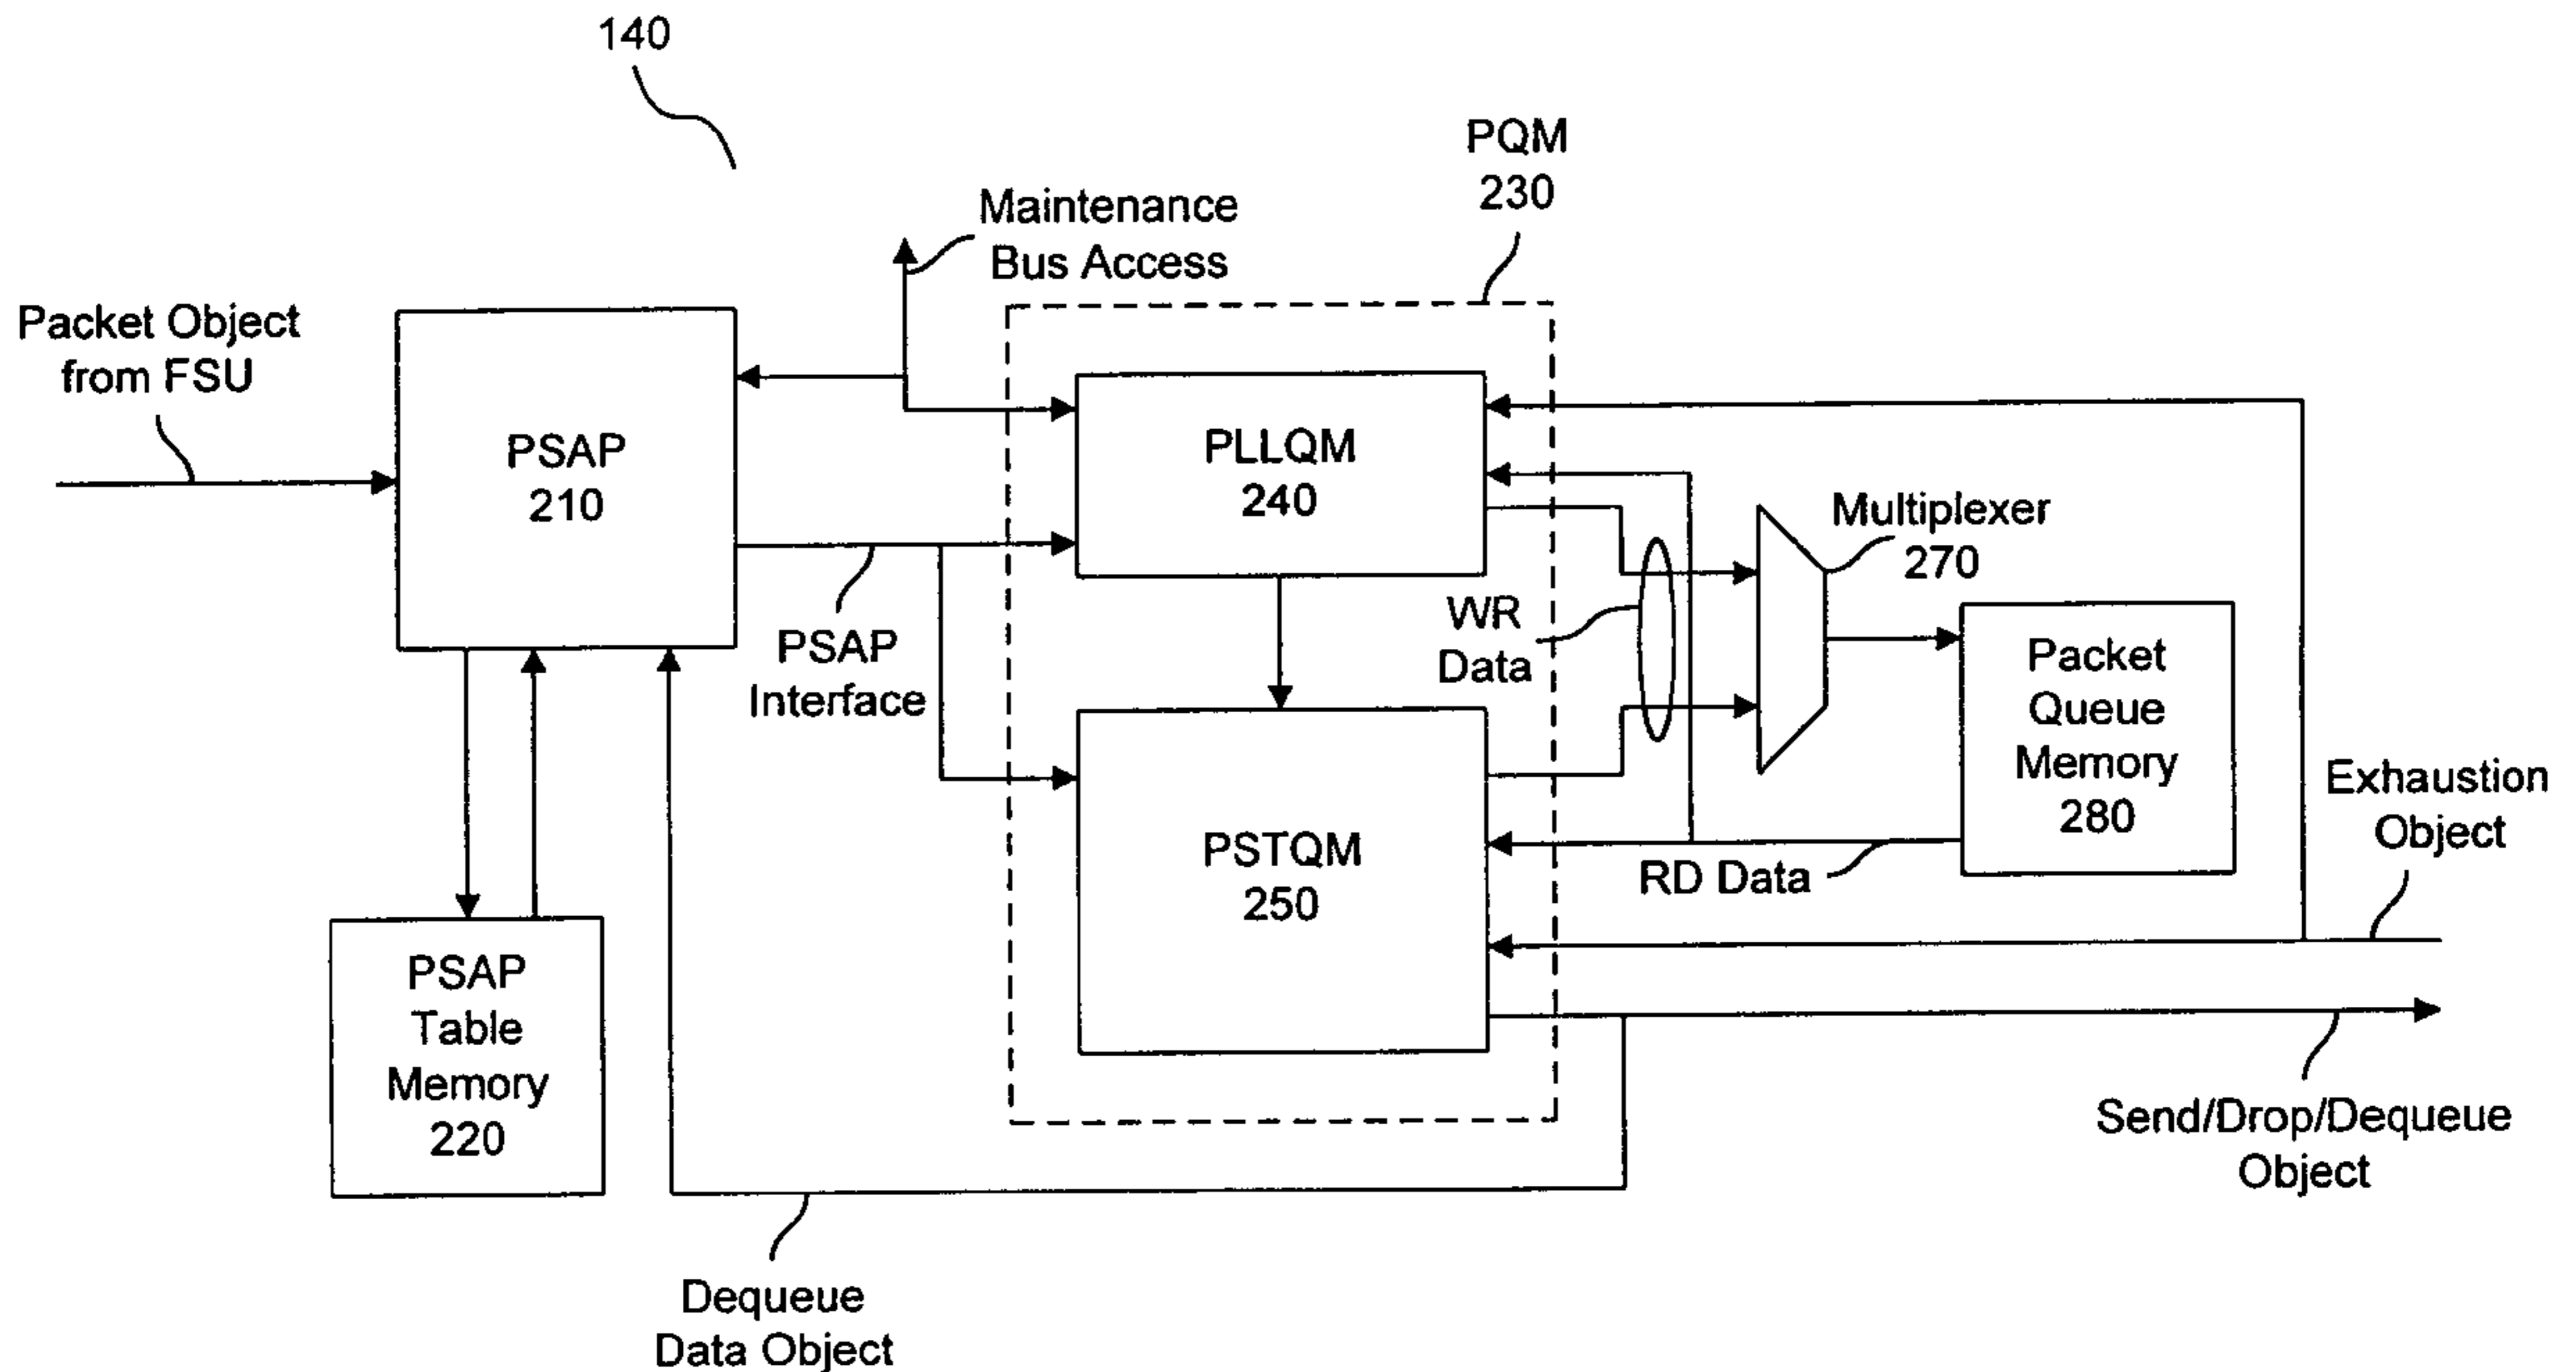 140
PQM
230
Maintenance
Bus Access
Packet Object
from FSU
PSAP
210
PLLQM
240
Multiplexer
270
PSAP
Interface
WR
Data
Packet
Queue
Memory
280
Exhaustion
Object
PSTQM
250
RD Data
PSAP
Table
Memory
220
Send/Drop/Dequeue
Object
Dequeue
Data Object